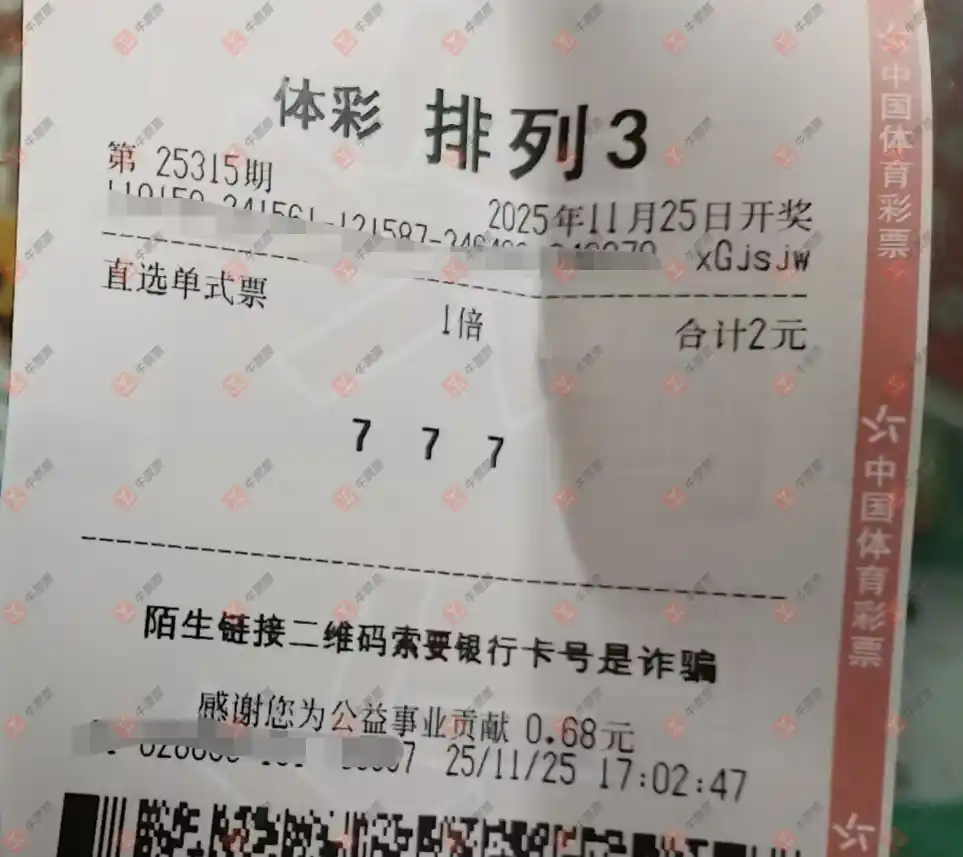 体彩 排列3
第 25315期
2025年11月25日开奖
xGjsjw
直选单式票 1倍 合计2元
7 7 7
陌生链接二维码索要银行卡号是诈骗
感谢您为公益事业贡献 0.68元
25/11/25 17:02:47
中国体育彩票
中国体育彩票